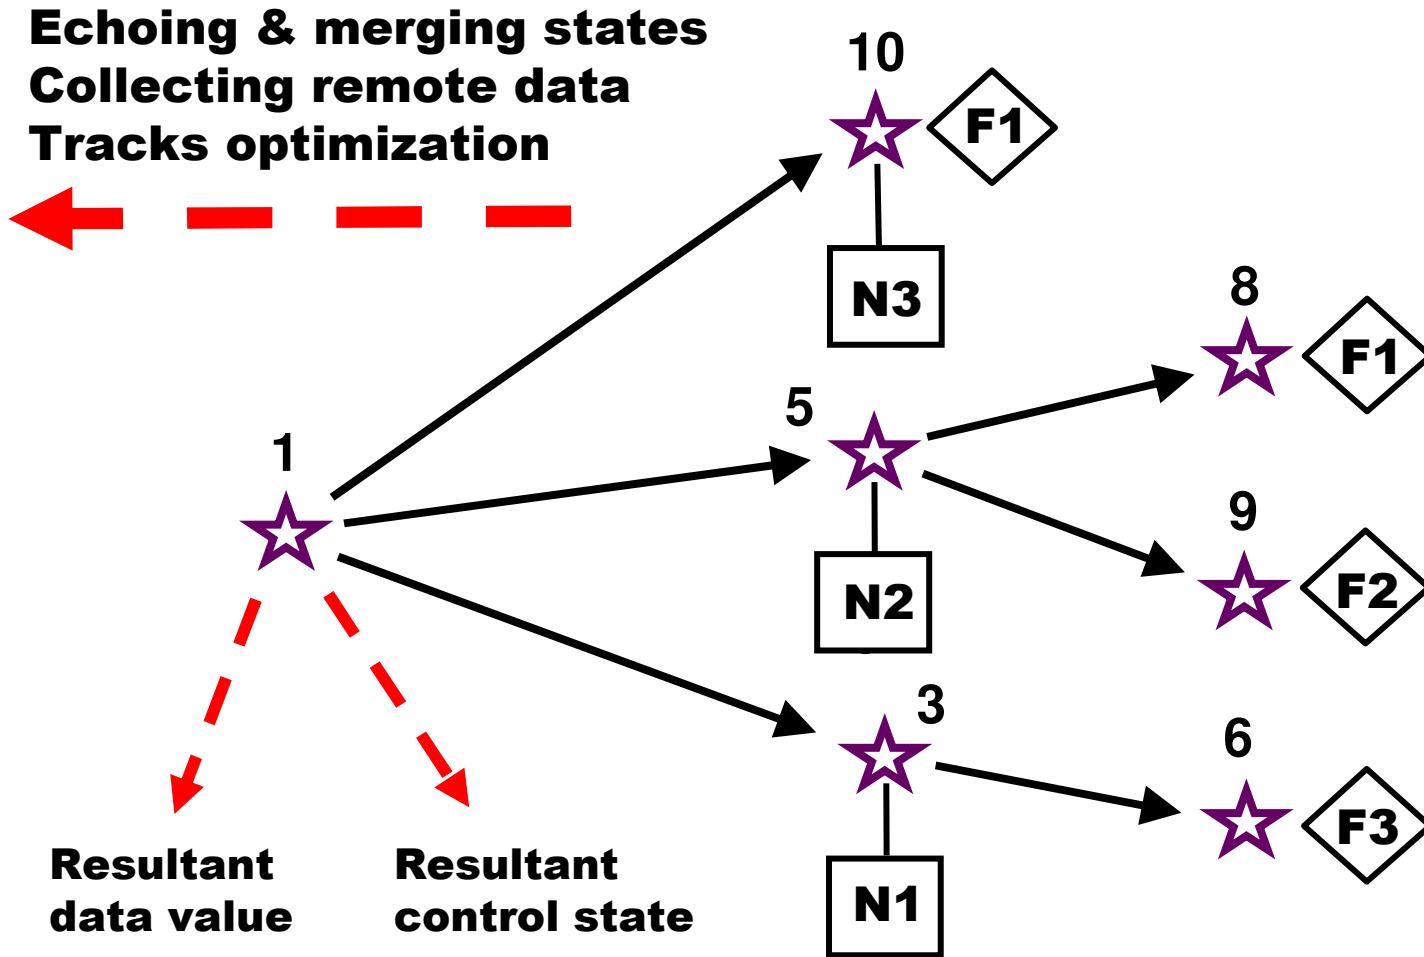 Echoing & merging states
Collecting remote data
Tracks optimization
10
F1
N3
8
F1
5
1
9
F2
N2
3
6
F3
N1
Resultant
data value
Resultant
control state